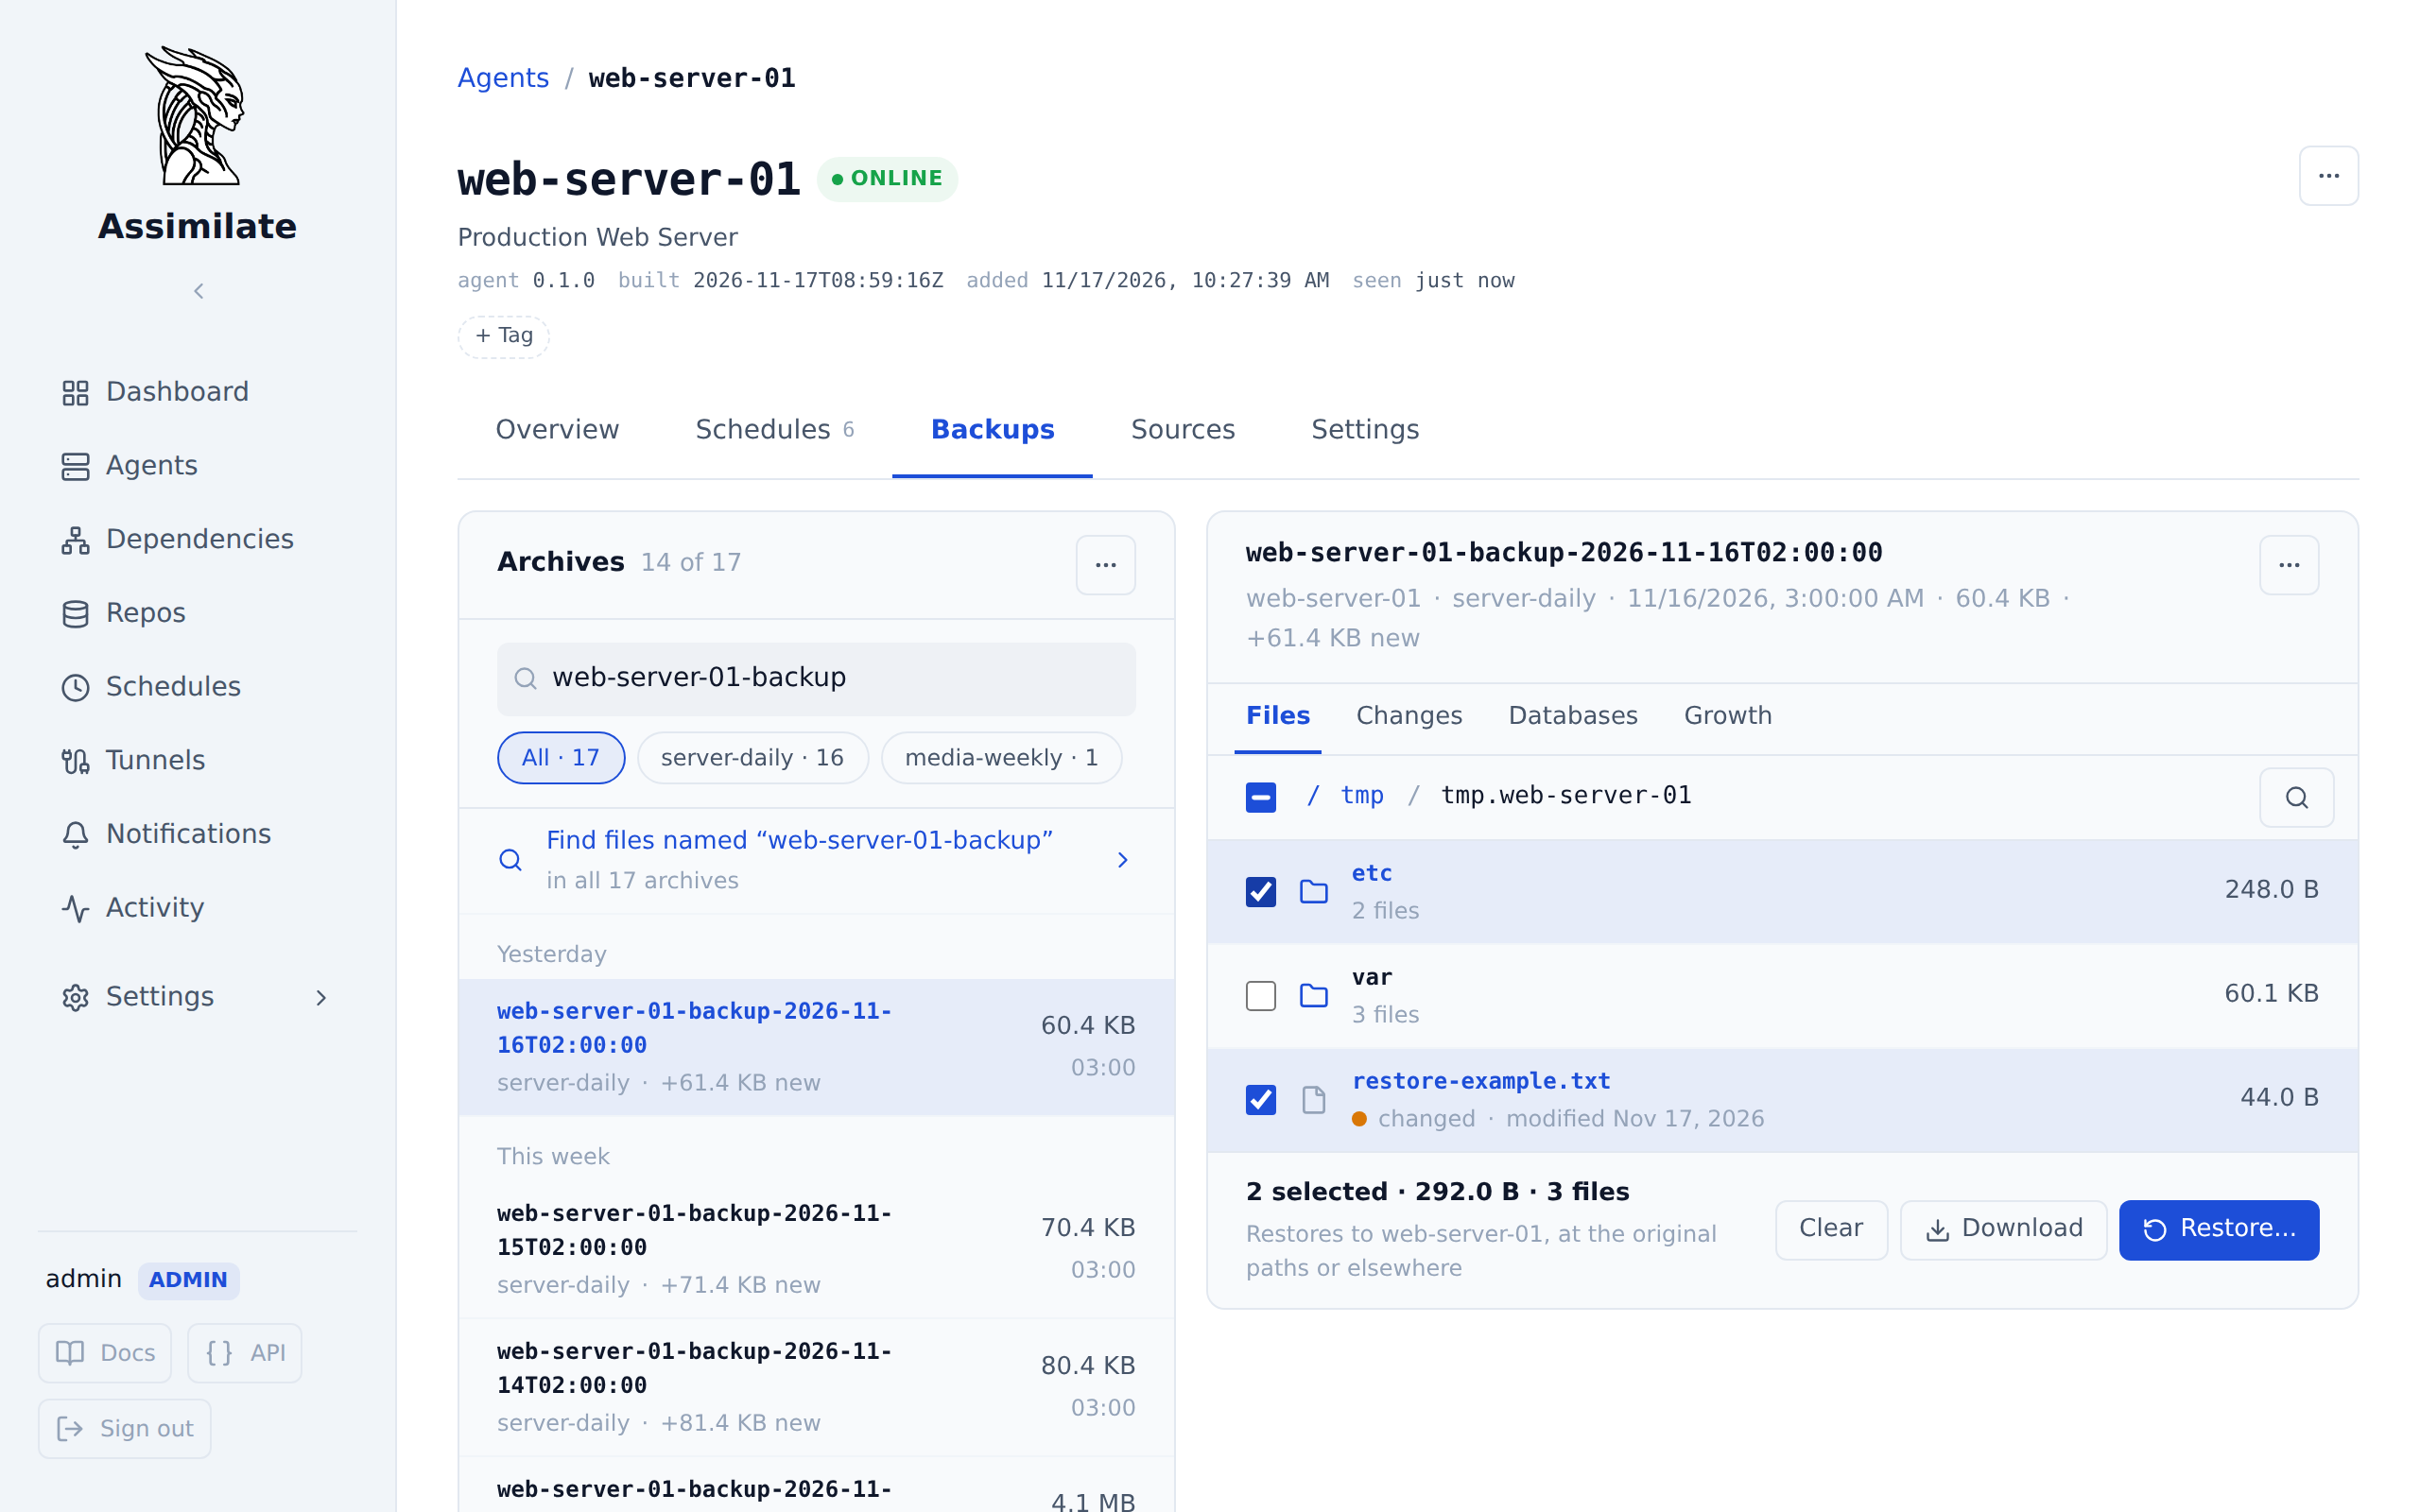 Assimilate
Dashboard
Agents
Dependencies
Repos
Schedules
Tunnels
Notifications
Activity
Settings
admin ADMIN
Docs
{ } API
Sign out
Agents / web-server-01
web-server-01 ONLINE
Production Web Server
agent 0.1.0 built 2026-11-17T08:59:16Z added 11/17/2026, 10:27:39 AM seen just now
+ Tag
Overview Schedules 6 Backups Sources Settings
Archives 14 of 17
web-server-01-backup
All · 17 server-daily · 16 media-weekly · 1
Find files named “web-server-01-backup”
in all 17 archives
Yesterday
web-server-01-backup-2026-11-
16T02:00:00
60.4 KB
server-daily · +61.4 KB new
03:00
This week
web-server-01-backup-2026-11-
15T02:00:00
70.4 KB
server-daily · +71.4 KB new
03:00
web-server-01-backup-2026-11-
14T02:00:00
80.4 KB
server-daily · +81.4 KB new
03:00
web-server-01-backup-2026-11-
4.1 MB
web-server-01-backup-2026-11-16T02:00:00
web-server-01 · server-daily · 11/16/2026, 3:00:00 AM · 60.4 KB ·
+61.4 KB new
Files Changes Databases Growth
/ tmp / tmp.web-server-01
etc
2 files
248.0 B
var
3 files
60.1 KB
restore-example.txt
changed · modified Nov 17, 2026
44.0 B
2 selected · 292.0 B · 3 files
Restores to web-server-01, at the original
paths or elsewhere
Clear
Download
Restore...